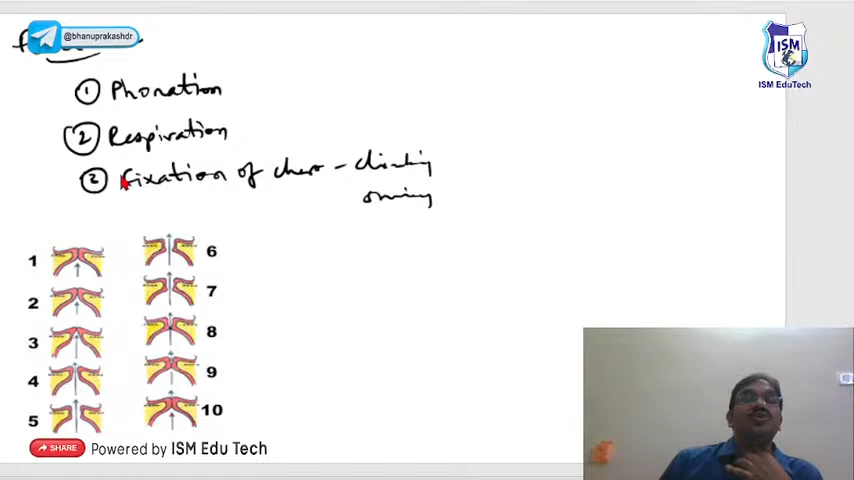 @bhanuprakashdr
ISM
ISM EduTech
① Phonation
② Respiration
② Fixation of chest - climbing
1
6
2
7
3
8
4
9
5
10
SHARE
Powered by ISM Edu Tech